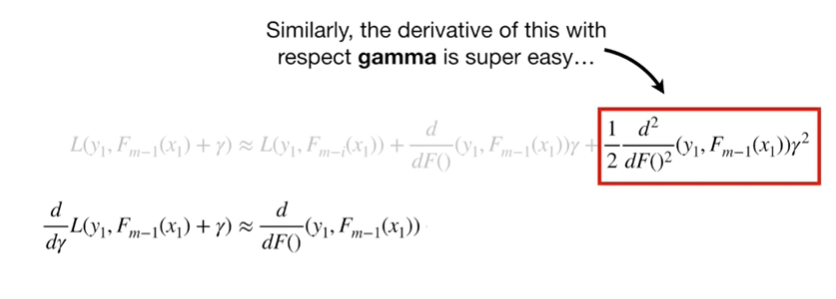 Similarly, the derivative of this with
respect gamma is super easy…
L(y₁, Fₘ₋₁(x₁) + γ) ≈ L(y₁, Fₘ₋ᵢ(x₁)) + d/dF() (y₁, Fₘ₋₁(x₁))γ + 1/2 d²/dF()² (y₁, Fₘ₋₁(x₁))γ²
d/dγ L(y₁, Fₘ₋₁(x₁) + γ) ≈ d/dF() (y₁, Fₘ₋₁(x₁))